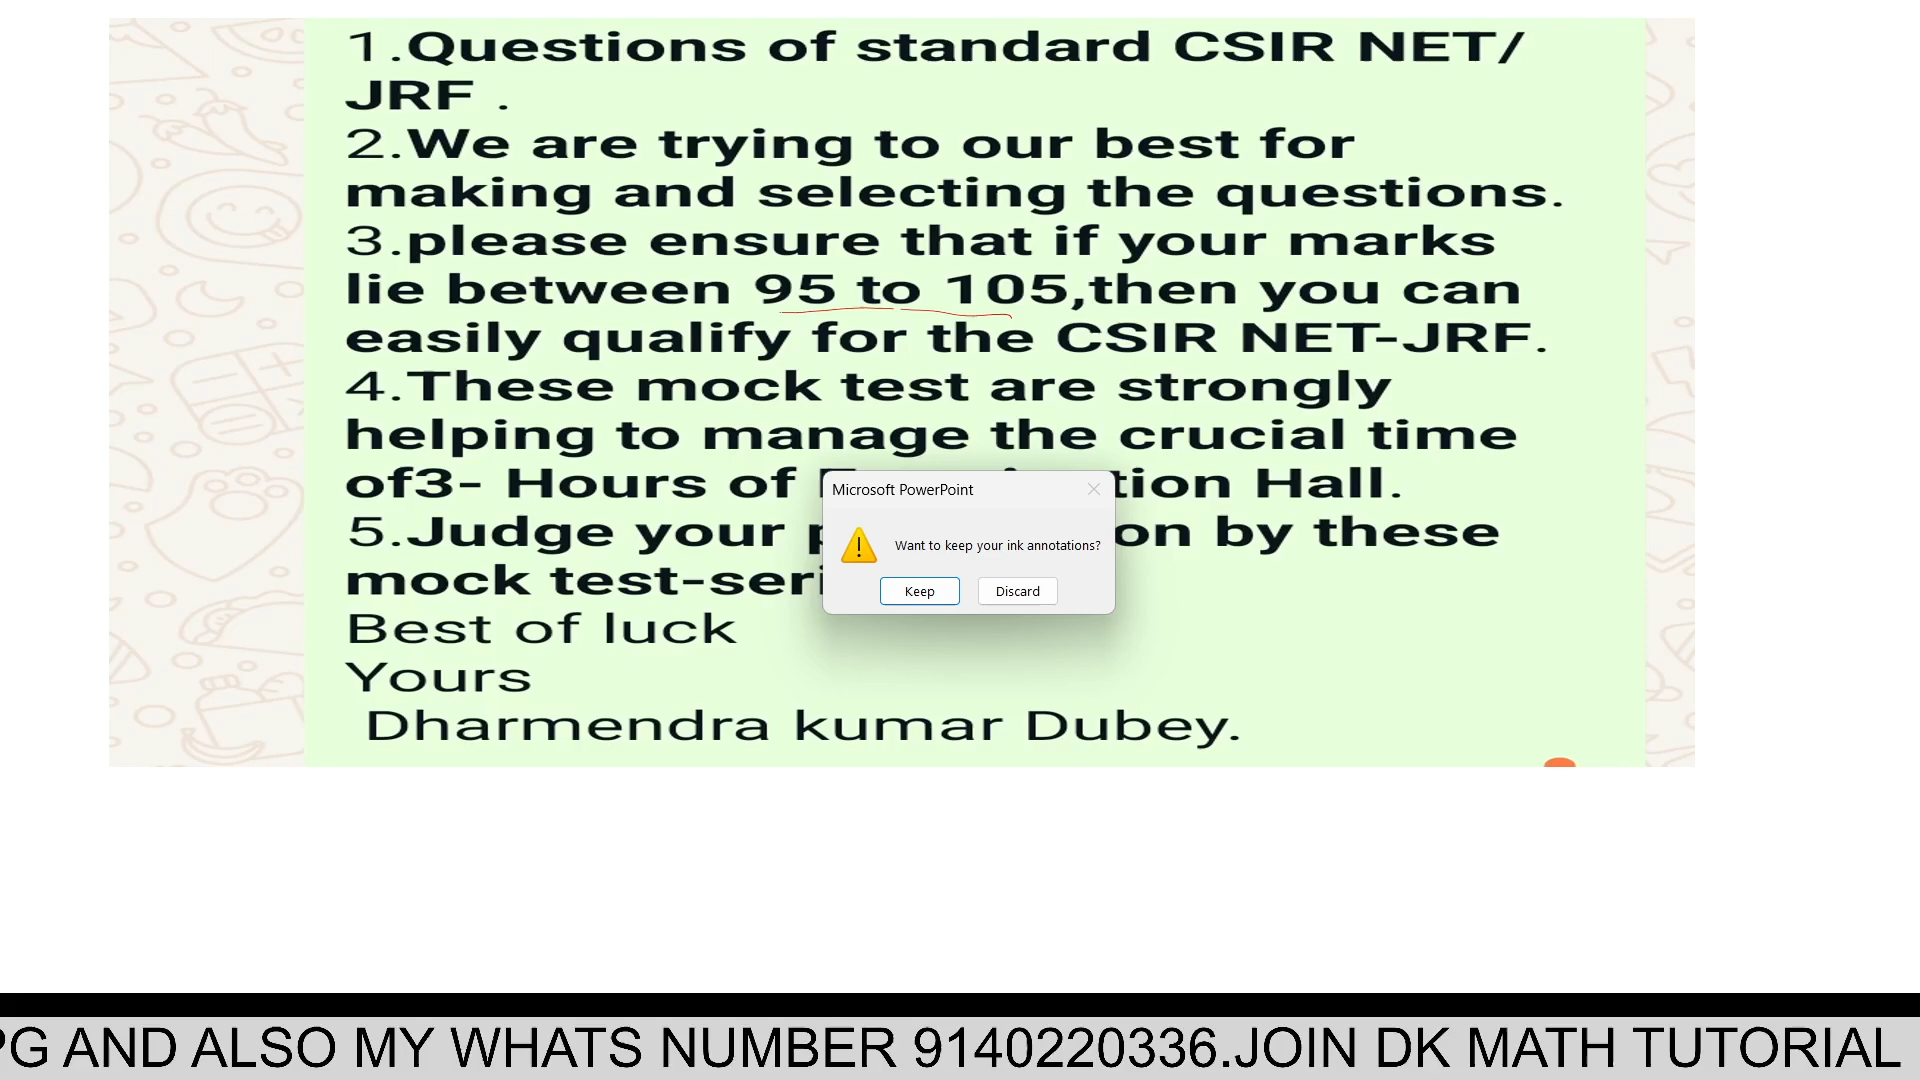 1.Questions of standard CSIR NET/
JRF .
2.We are trying to our best for
making and selecting the questions.
3.please ensure that if your marks
lie between 95 to 105,then you can
easily qualify for the CSIR NET-JRF.
4.These mock test are strongly
helping to manage the crucial time
of3- Hours of tion Hall.
5.Judge your on by these
mock test-seri
Best of luck
Yours
Dharmendra kumar Dubey.
Microsoft PowerPoint
Want to keep your ink annotations?
Keep Discard
PG AND ALSO MY WHATS NUMBER 9140220336.JOIN DK MATH TUTORIAL